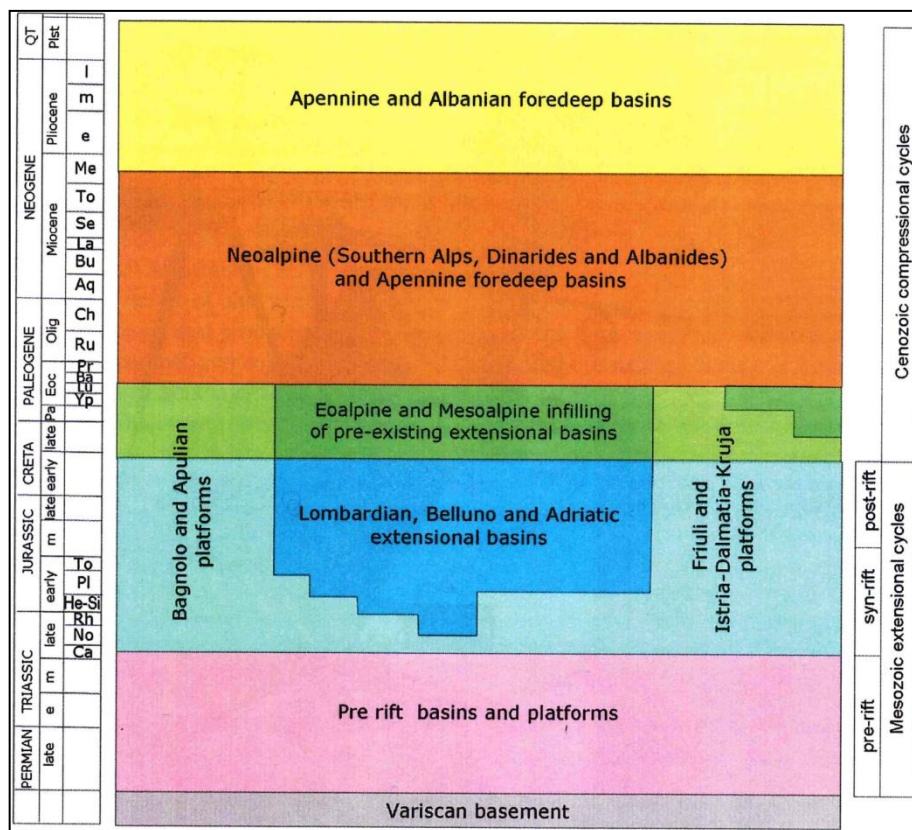 QT
Plst
NEOGENE
Pliocene
l
m
e
Miocene
Me
To
Se
La
Bu
Aq
PALEOGENE
Olig
Ch
Ru
Eoc
Pr
Ba
Lu
Yp
Pa
CRETA
late
early
JURASSIC
late
m
early
To
Pl
He-Si
TRIASSIC
late
Rh
No
Ca
m
e
PERMIAN
late
Apennine and Albanian foredeep basins
Neoalpine (Southern Alps, Dinarides and Albanides)
and Apennine foredeep basins
Eoalpine and Mesoalpine infilling
of pre-existing extensional basins
Bagnolo and Apulian
platforms
Lombardian, Belluno and Adriatic
extensional basins
Friuli and
Istria-Dalmatia-Kruja
platforms
Pre rift basins and platforms
Variscan basement
Cenozoic compressional cycles
post-rift
syn-rift
pre-rift
Mesozoic extensional cycles